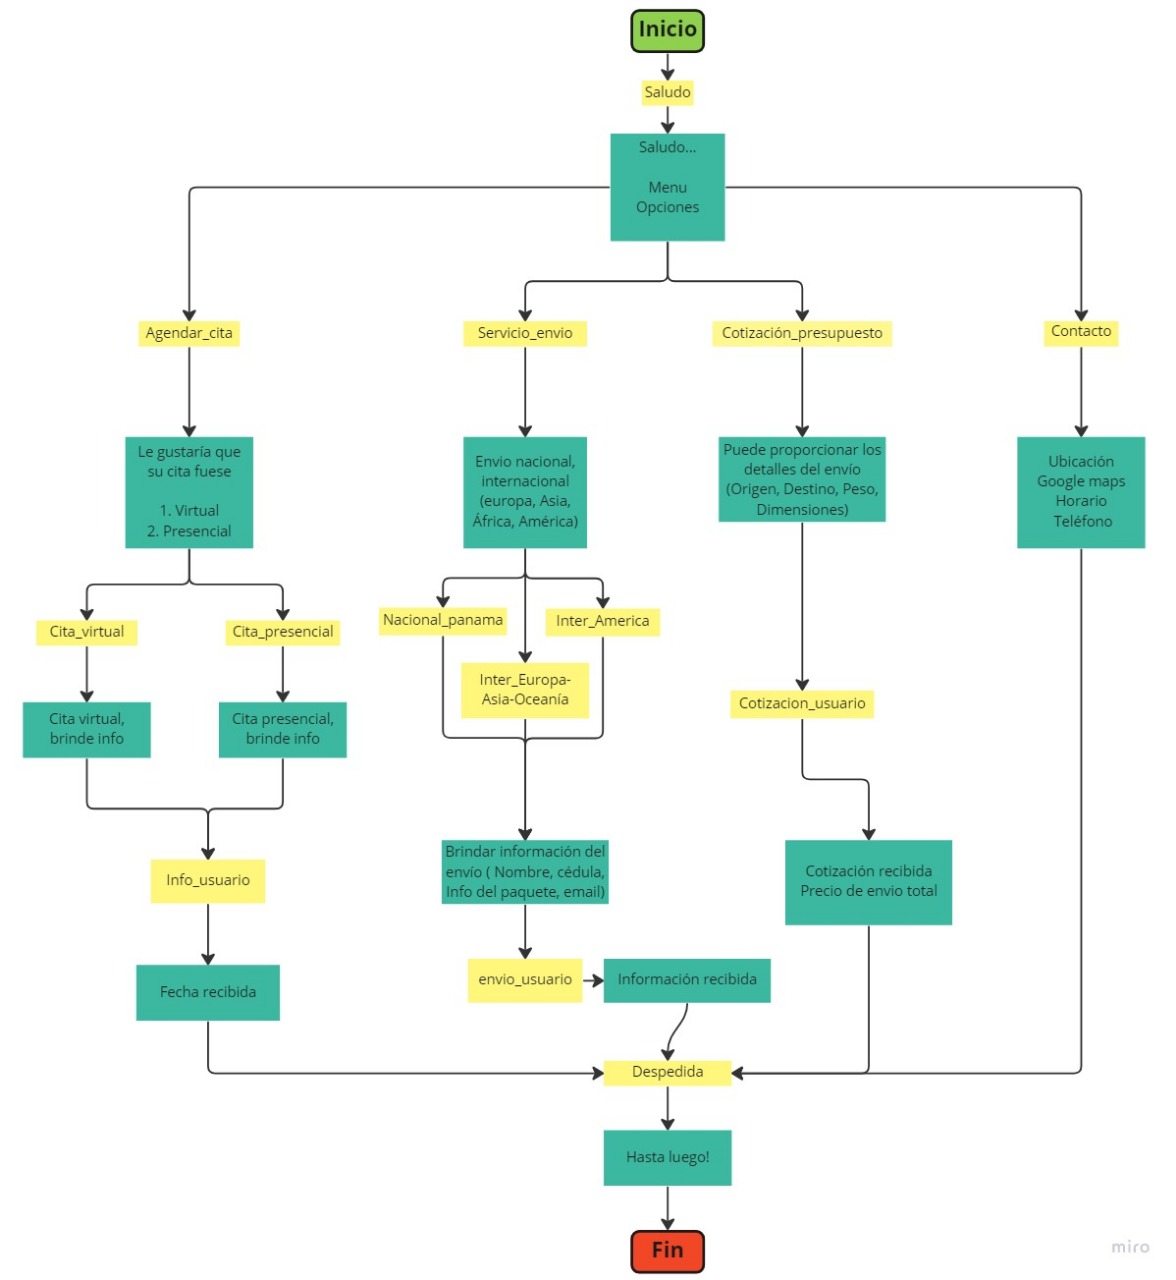 Inicio
Saludo
Saludo...
Menu
Opciones
Agendar_cita
Servicio_envio
Cotización_presupuesto
Contacto
Le gustaría que
su cita fuese
1. Virtual
2. Presencial
Envio nacional,
internacional
(europa, Asia,
África, América)
Puede proporcionar los
detalles del envío
(Origen, Destino, Peso,
Dimensiones)
Ubicación
Google maps
Horario
Teléfono
Cita_virtual
Cita_presencial
Nacional_panama
Inter_America
Inter_Europa-
Asia-Oceanía
Cotizacion_usuario
Cita virtual,
brinde info
Cita presencial,
brinde info
Info_usuario
Brindar información del
envío ( Nombre, cédula,
Info del paquete, email)
Cotización recibida
Precio de envio total
Fecha recibida
envio_usuario
Información recibida
Despedida
Hasta luego!
Fin
miro